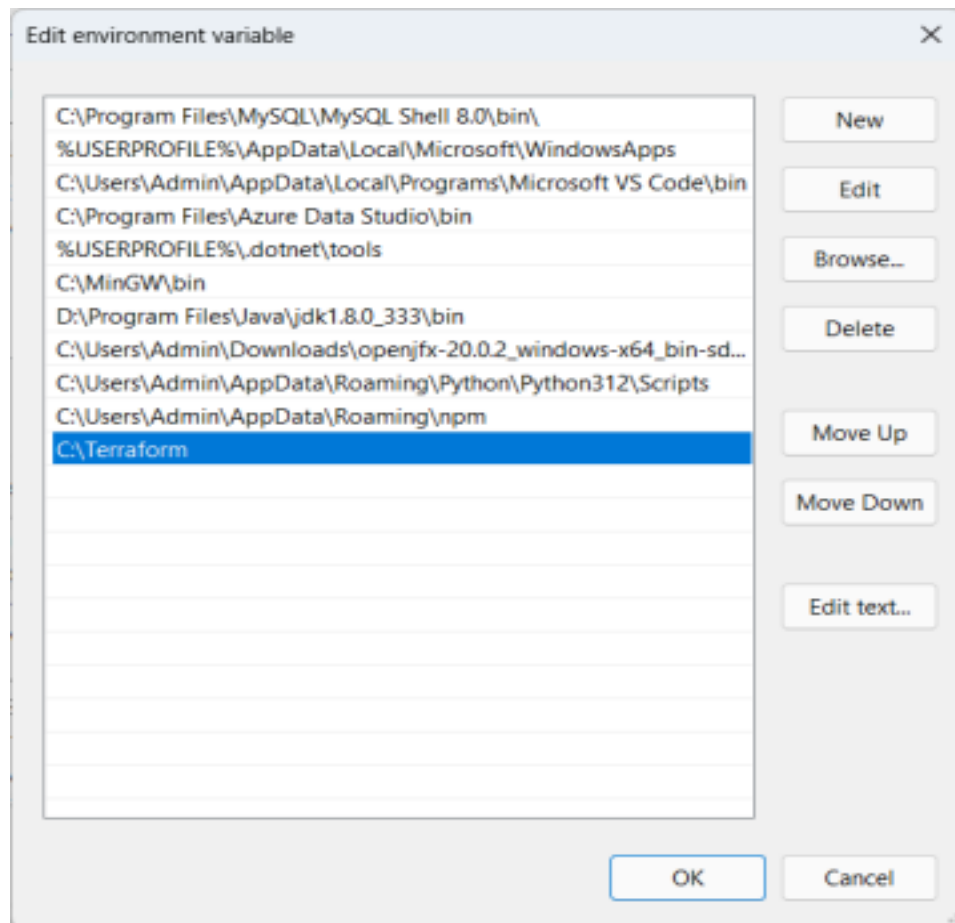 Edit environment variable
C:\Program Files\MySQL\MySQL Shell 8.0\bin\
New
%USERPROFILE%\AppData\Local\Microsoft\WindowsApps
C:\Users\Admin\AppData\Local\Programs\Microsoft VS Code\bin
Edit
C:\Program Files\Azure Data Studio\bin
%USERPROFILE%\.dotnet\tools
Browse...
C:\MinGW\bin
D:\Program Files\Java\jdk1.8.0_333\bin
Delete
C:\Users\Admin\Downloads\openjfx-20.0.2_windows-x64_bin-sd...
C:\Users\Admin\AppData\Roaming\Python\Python312\Scripts
C:\Users\Admin\AppData\Roaming\npm
Move Up
C:\Terraform
Move Down
Edit text...
OK
Cancel